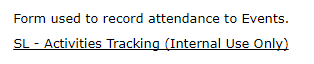 Form used to record attendance to Events.
SL - Activities Tracking (Internal Use Only)